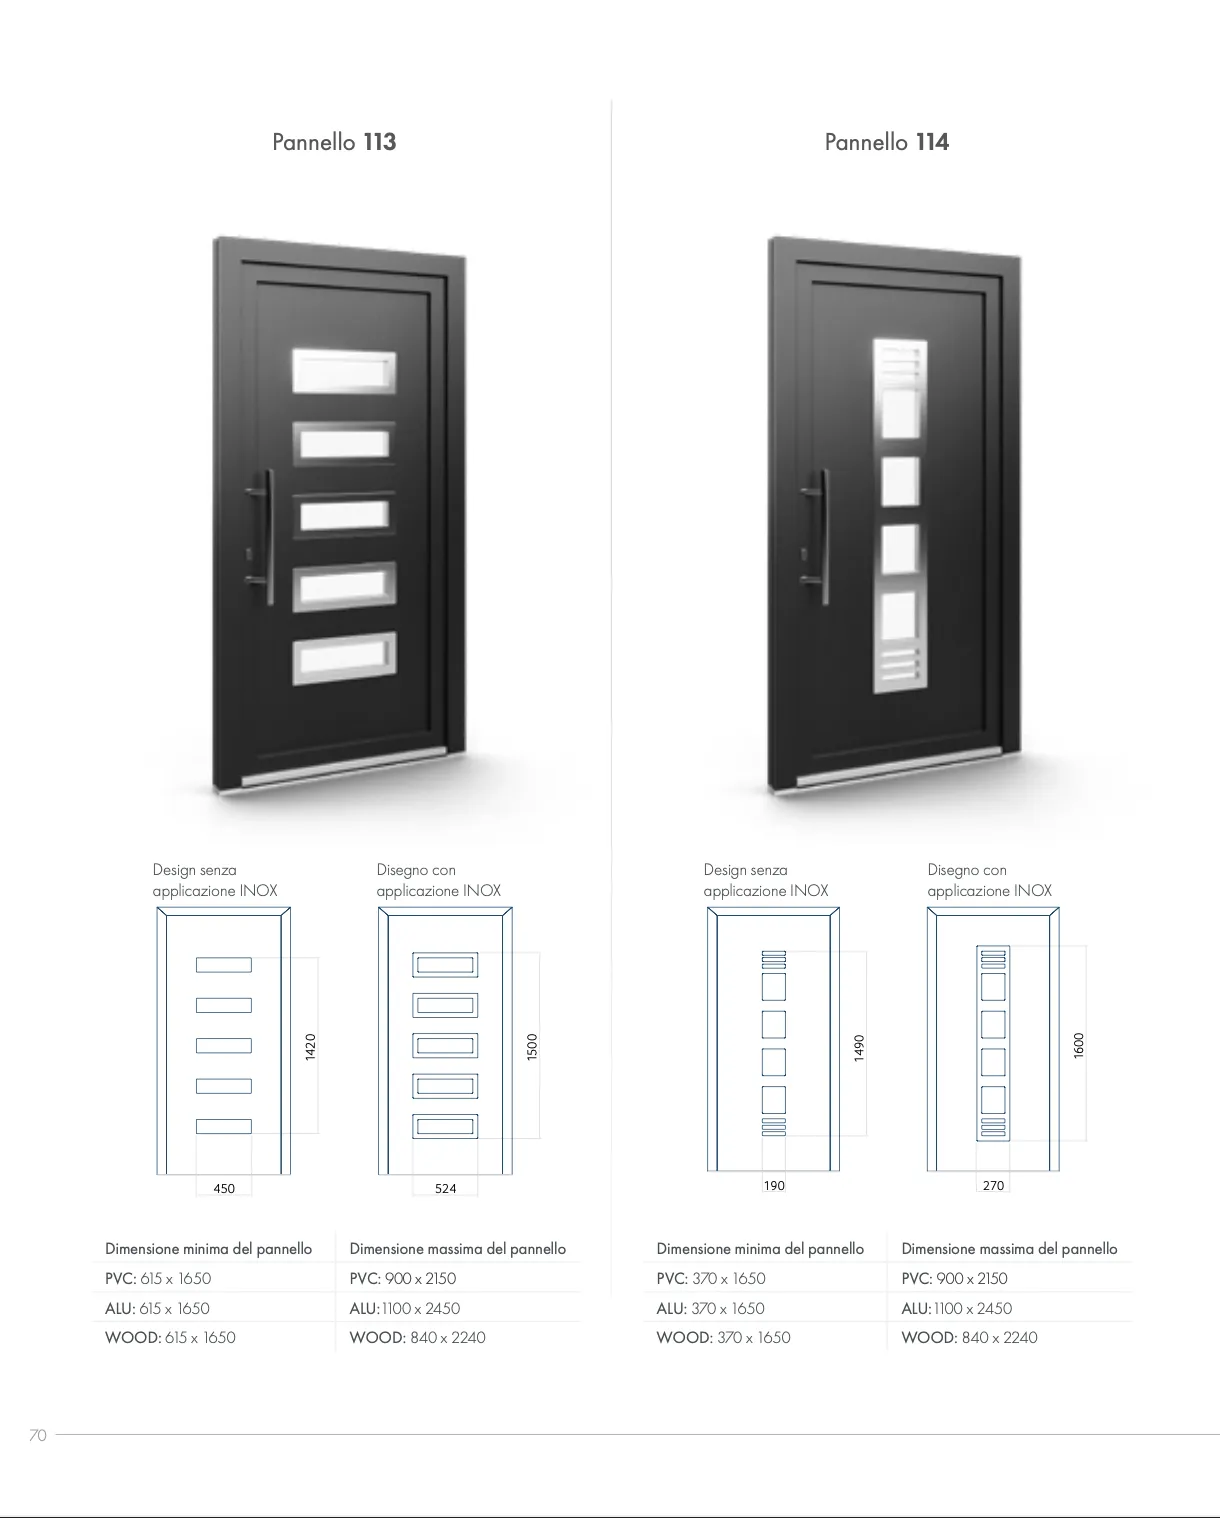 Pannello 113
Design senza
applicazione INOX
Disegno con
applicazione INOX
1420
1500
450
524
Dimensione minima del pannello
Dimensione massima del pannello
PVC: 615 x 1650
PVC: 900 x 2150
ALU: 615 x 1650
ALU: 1100 x 2450
WOOD: 615 x 1650
WOOD: 840 x 2240
Pannello 114
Design senza
applicazione INOX
Disegno con
applicazione INOX
1490
1600
190
270
Dimensione minima del pannello
Dimensione massima del pannello
PVC: 370 x 1650
PVC: 900 x 2150
ALU: 370 x 1650
ALU: 1100 x 2450
WOOD: 370 x 1650
WOOD: 840 x 2240
70